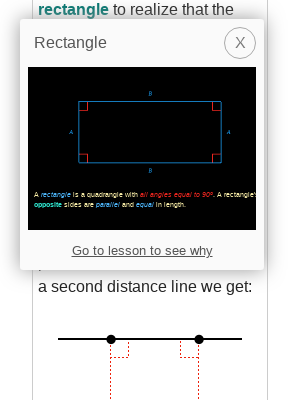 rectangle to realize that the
Rectangle
X
B
A
A
B
A rectangle is a quadrangle with all angles equal to 90°. A rectangle's
opposite sides are parallel and equal in length.
Go to lesson to see why
a second distance line we get: